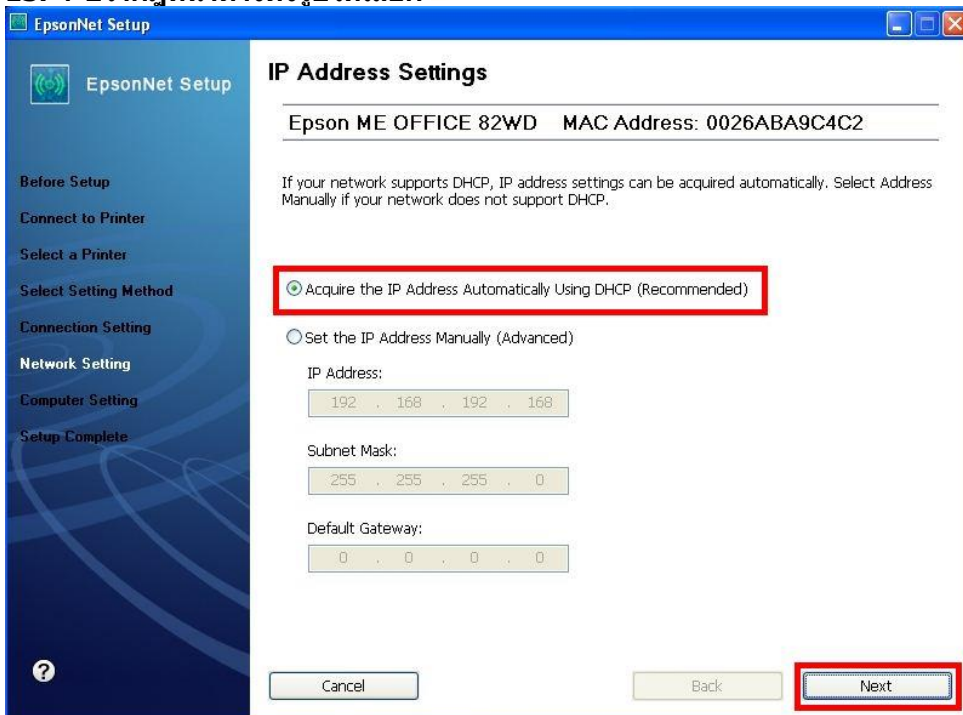 EpsonNet Setup
EpsonNet Setup
IP Address Settings
Epson ME OFFICE 82WD MAC Address: 0026ABA9C4C2
Before Setup
Connect to Printer
Select a Printer
Select Setting Method
Connection Setting
Network Setting
Computer Setting
Setup Complete
If your network supports DHCP, IP address settings can be acquired automatically. Select Address
Manually if your network does not support DHCP.
Acquire the IP Address Automatically Using DHCP (Recommended)
Set the IP Address Manually (Advanced)
IP Address:
192 . 168 . 192 . 168
Subnet Mask:
255 . 255 . 255 . 0
Default Gateway:
0 . 0 . 0 . 0
?
Cancel
Back
Next